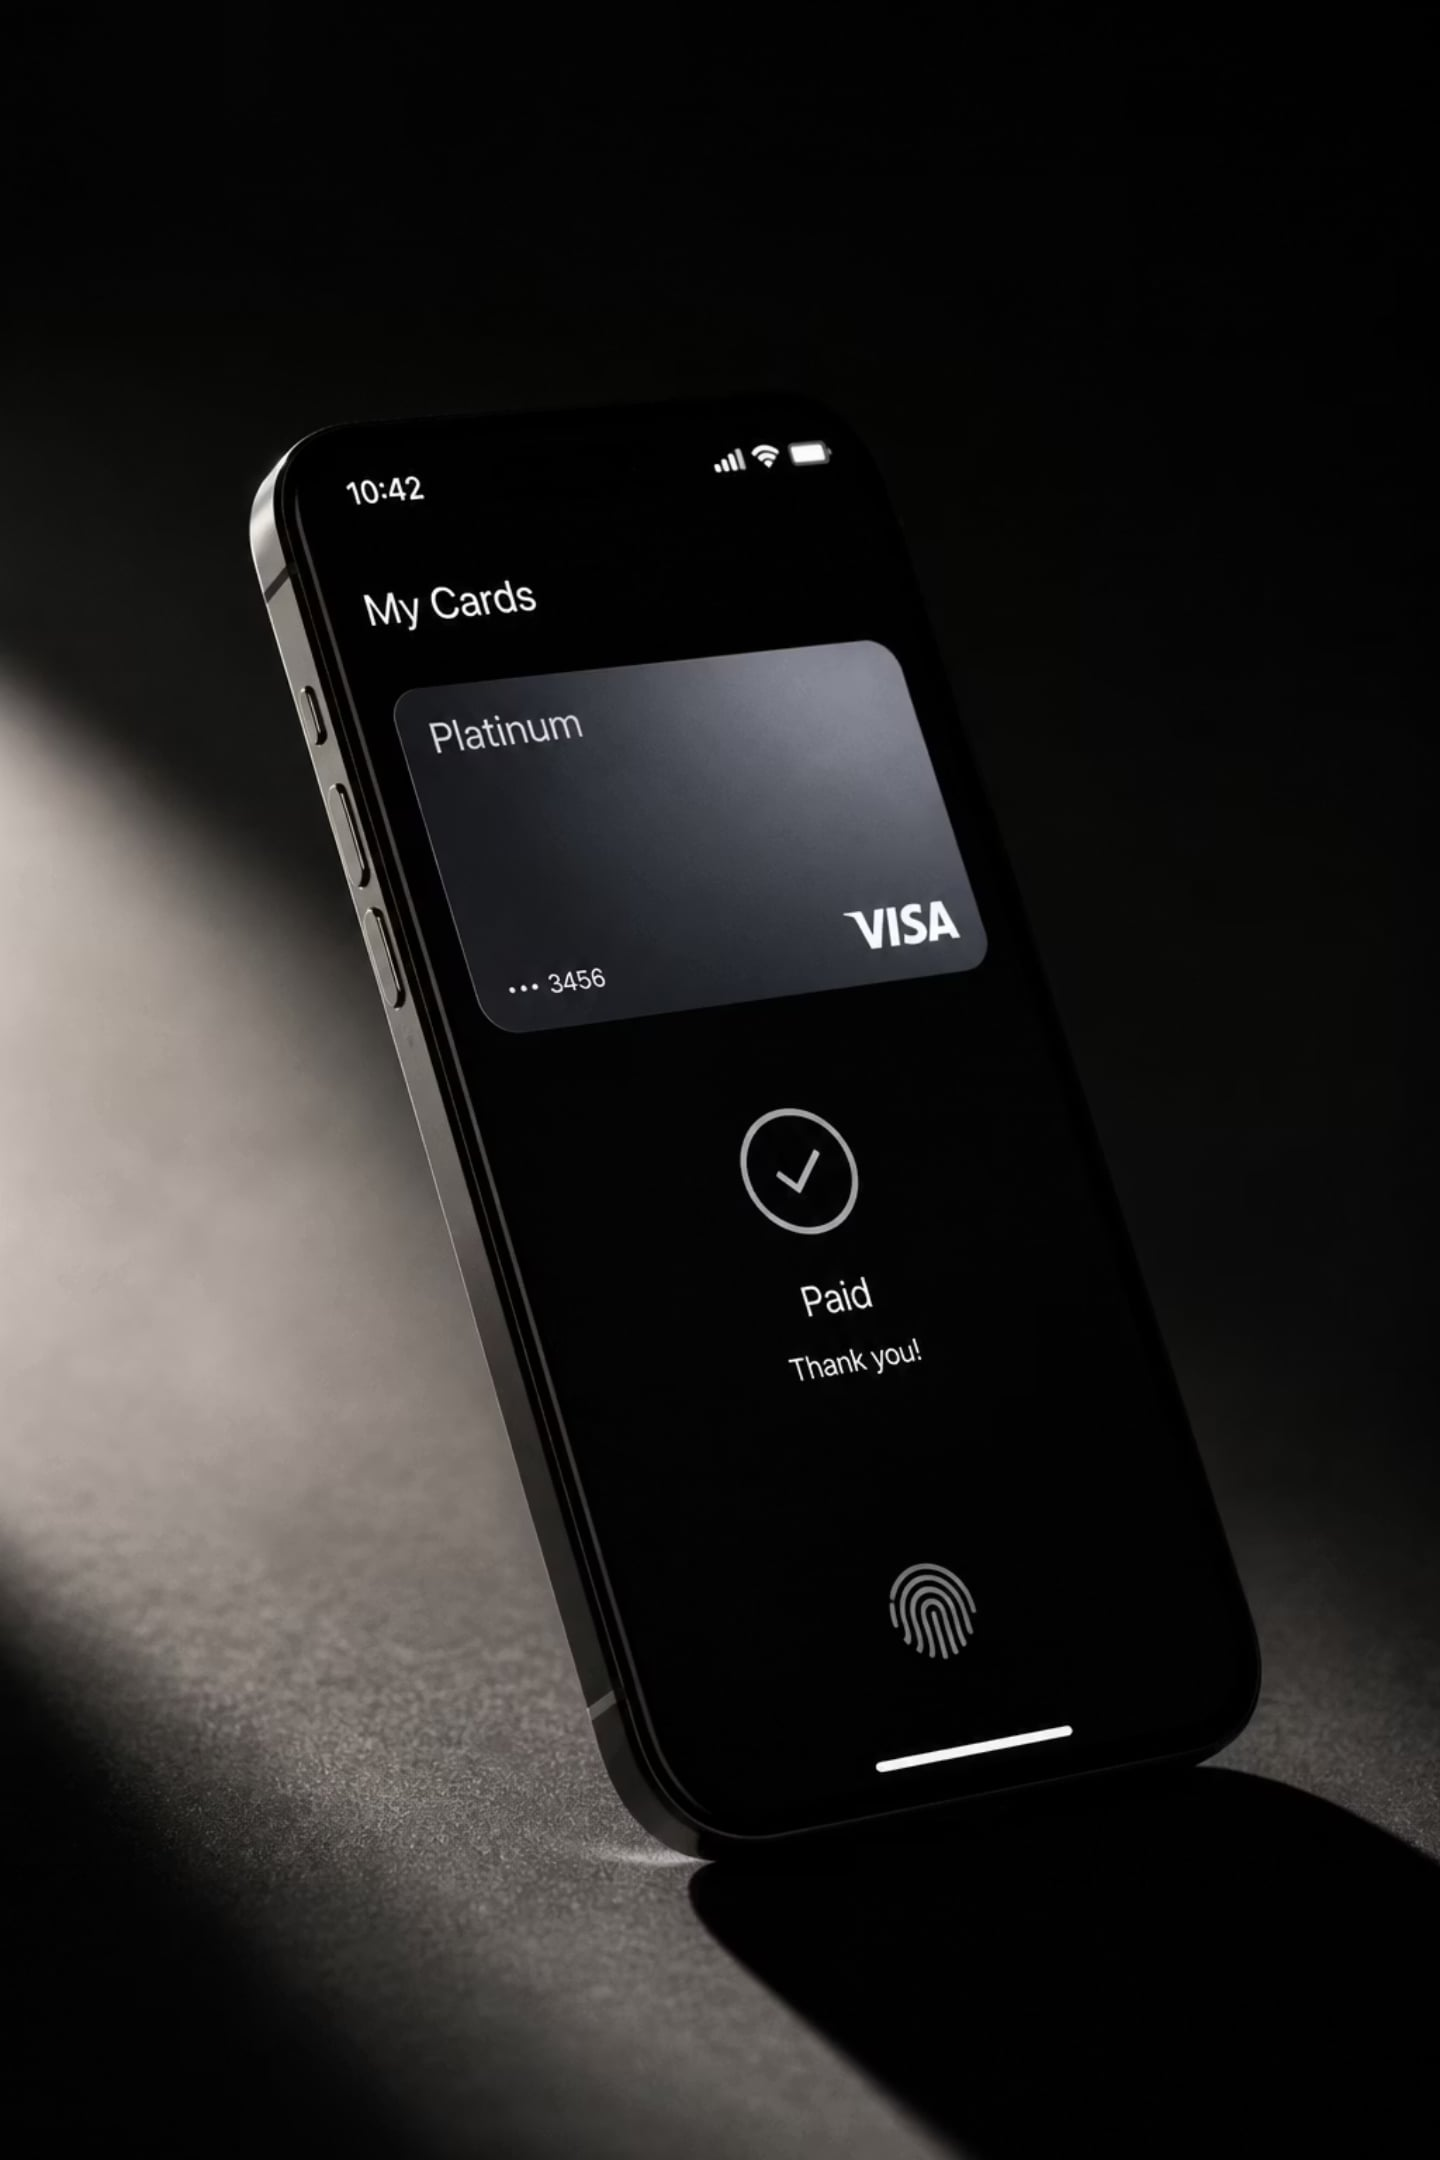 10:42
My Cards
Platinum
VISA
••• 3456
Paid
Thank you!